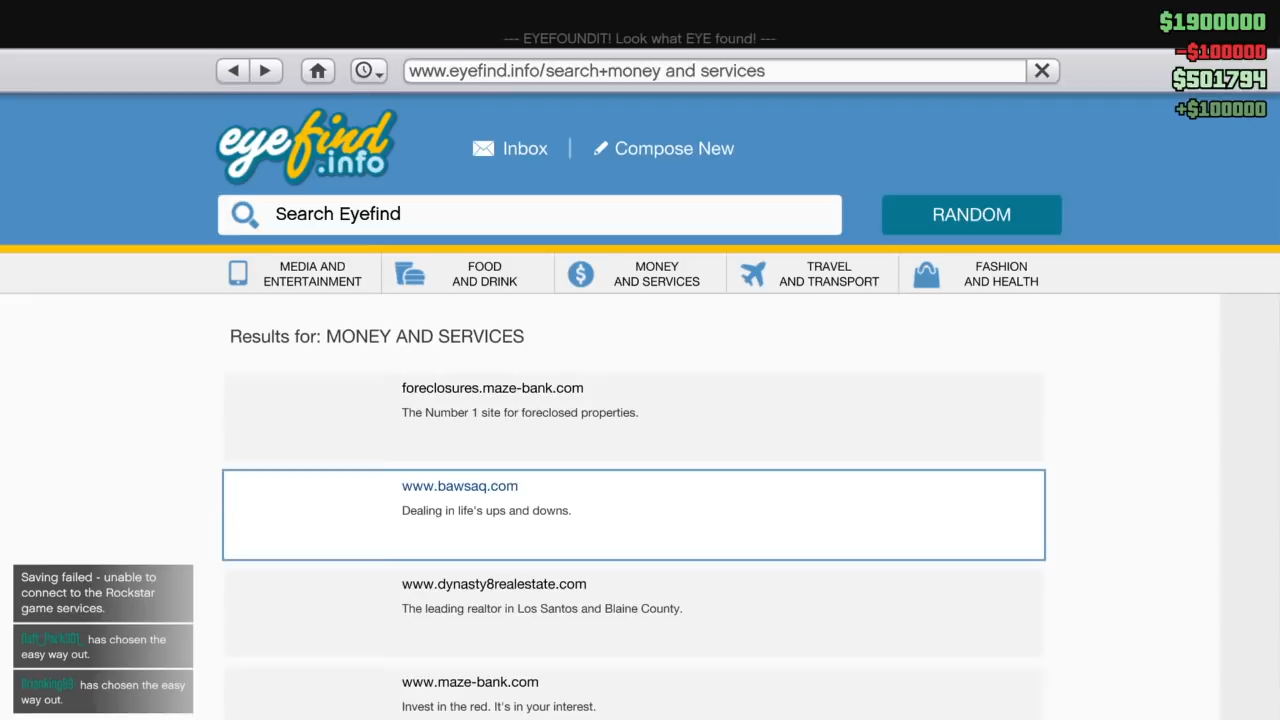 --- EYEFOUNDIT! Look what EYE found! ---
$1900000
-$100000
$501794
+$100000
www.eyefind.info/search+money and services
eyefind
.info
Inbox
Compose New
Search Eyefind
RANDOM
MEDIA AND
ENTERTAINMENT
FOOD
AND DRINK
MONEY
AND SERVICES
TRAVEL
AND TRANSPORT
FASHION
AND HEALTH
Results for: MONEY AND SERVICES
foreclosures.maze-bank.com
The Number 1 site for foreclosed properties.
www.bawsaq.com
Dealing in life's ups and downs.
www.dynasty8realestate.com
The leading realtor in Los Santos and Blaine County.
www.maze-bank.com
Invest in the red. It's in your interest.
Saving failed - unable to
connect to the Rockstar
game services.
has chosen the
easy way out.
has chosen the easy
way out.